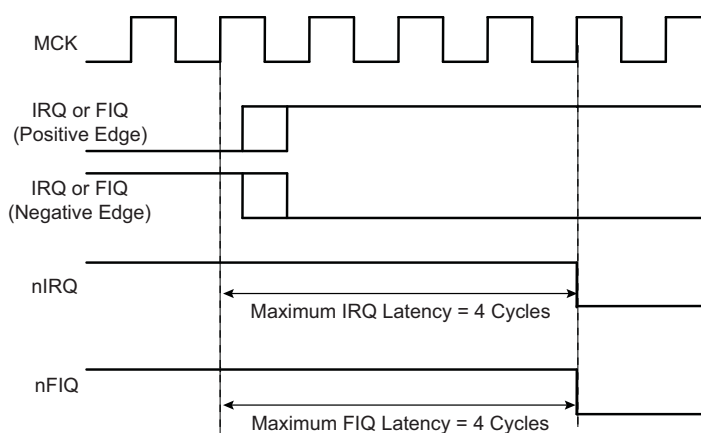 MCK
IRQ or FIQ
(Positive Edge)
IRQ or FIQ
(Negative Edge)
nIRQ
Maximum IRQ Latency = 4 Cycles
nFIQ
Maximum FIQ Latency = 4 Cycles